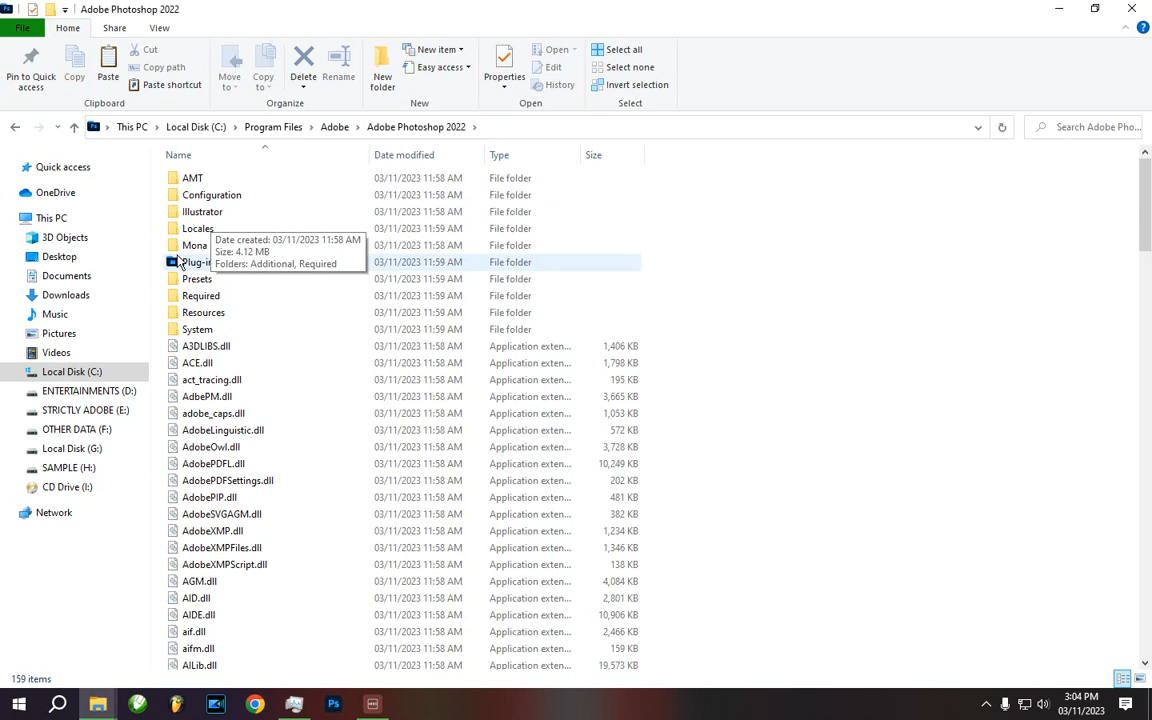 Adobe Photoshop 2022
File Home Share View
Pin to Quick access
Copy
Paste
Cut
Copy path
Paste shortcut
Clipboard
Move to
Copy to
Delete
Rename
Organize
New folder
New item
Easy access
New
Properties
Open
Edit
History
Open
Select all
Select none
Invert selection
Select
This PC > Local Disk (C:) > Program Files > Adobe > Adobe Photoshop 2022 >
Search Adobe Pho...
Quick access
OneDrive
This PC
3D Objects
Desktop
Documents
Downloads
Music
Pictures
Videos
Local Disk (C:)
ENTERTAINMENTS (D:)
STRICTLY ADOBE (E:)
OTHER DATA (F:)
Local Disk (G:)
SAMPLE (H:)
CD Drive (I:)
Network
Name Date modified Type Size
AMT 03/11/2023 11:58 AM File folder
Configuration 03/11/2023 11:58 AM File folder
Illustrator 03/11/2023 11:58 AM File folder
Locales 03/11/2023 11:58 AM File folder
Mona 03/11/2023 11:58 AM File folder
Plug-in 03/11/2023 11:59 AM File folder
Presets 03/11/2023 11:59 AM File folder
Required 03/11/2023 11:59 AM File folder
Resources 03/11/2023 11:59 AM File folder
System 03/11/2023 11:59 AM File folder
A3DLIBS.dll 03/11/2023 11:58 AM Application exten... 1,406 KB
ACE.dll 03/11/2023 11:58 AM Application exten... 1,798 KB
act_tracing.dll 03/11/2023 11:58 AM Application exten... 195 KB
AdbePM.dll 03/11/2023 11:58 AM Application exten... 3,665 KB
adobe_caps.dll 03/11/2023 11:58 AM Application exten... 1,053 KB
AdobeLinguistic.dll 03/11/2023 11:58 AM Application exten... 572 KB
AdobeOwl.dll 03/11/2023 11:58 AM Application exten... 3,728 KB
AdobePDFL.dll 03/11/2023 11:58 AM Application exten... 10,249 KB
AdobePDFSettings.dll 03/11/2023 11:58 AM Application exten... 202 KB
AdobePIP.dll 03/11/2023 11:58 AM Application exten... 481 KB
AdobeSVGAGM.dll 03/11/2023 11:58 AM Application exten... 382 KB
AdobeXMP.dll 03/11/2023 11:58 AM Application exten... 1,234 KB
AdobeXMPFiles.dll 03/11/2023 11:58 AM Application exten... 1,346 KB
AdobeXMPScript.dll 03/11/2023 11:58 AM Application exten... 138 KB
AGM.dll 03/11/2023 11:58 AM Application exten... 4,084 KB
AID.dll 03/11/2023 11:58 AM Application exten... 2,801 KB
AIDE.dll 03/11/2023 11:58 AM Application exten... 10,906 KB
aif.dll 03/11/2023 11:58 AM Application exten... 2,466 KB
aifm.dll 03/11/2023 11:58 AM Application exten... 159 KB
AILib.dll 03/11/2023 11:58 AM Application exten... 19,573 KB
Date created: 03/11/2023 11:58 AM
Size: 4.12 MB
Folders: Additional, Required
159 items
3:04 PM
03/11/2023